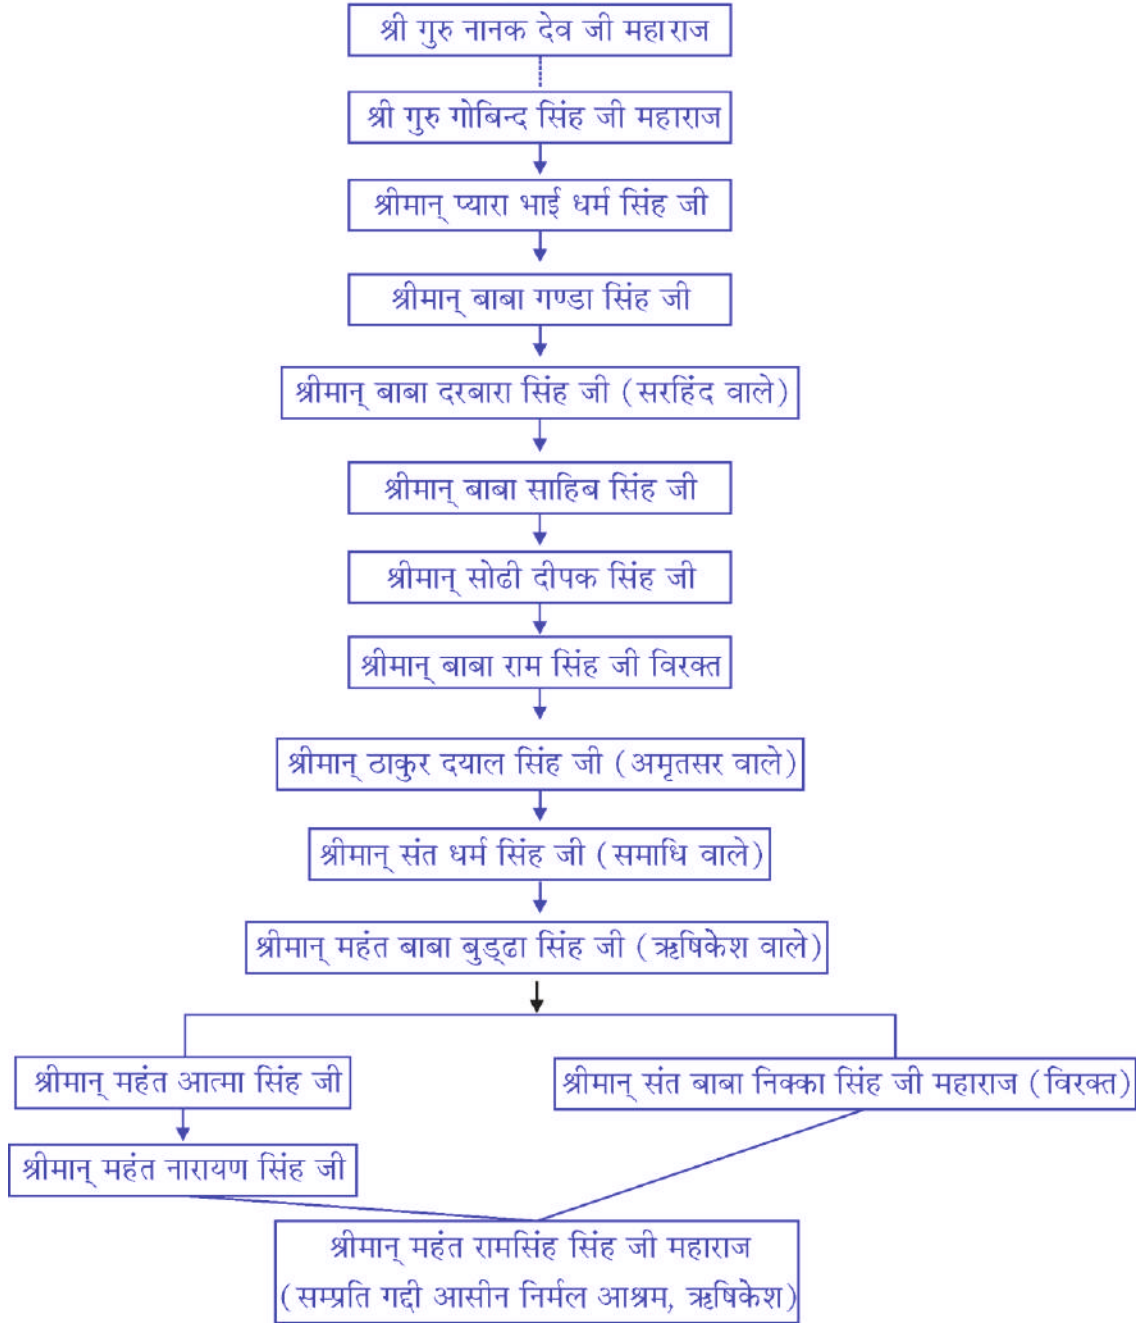 श्री गुरु नानक देव जी महाराज
श्री गुरु गोबिन्द सिंह जी महाराज
श्रीमान् प्यारा भाई धर्म सिंह जी
श्रीमान् बाबा गण्डा सिंह जी
श्रीमान् बाबा दरबारा सिंह जी (सरहिंद वाले)
श्रीमान् बाबा साहिब सिंह जी
श्रीमान् सोढी दीपक सिंह जी
श्रीमान् बाबा राम सिंह जी विरक्त
श्रीमान् ठाकुर दयाल सिंह जी (अमृतसर वाले)
श्रीमान् संत धर्म सिंह जी (समाधि वाले)
श्रीमान् महंत बाबा बुड्ढा सिंह जी (ऋषिकेश वाले)
श्रीमान् महंत आत्मा सिंह जी
श्रीमान् संत बाबा निक्का सिंह जी महाराज (विरक्त)
श्रीमान् महंत नारायण सिंह जी
श्रीमान् महंत रामसिंह सिंह जी महाराज
(सम्प्रति गद्दी आसीन निर्मल आश्रम, ऋषिकेश)